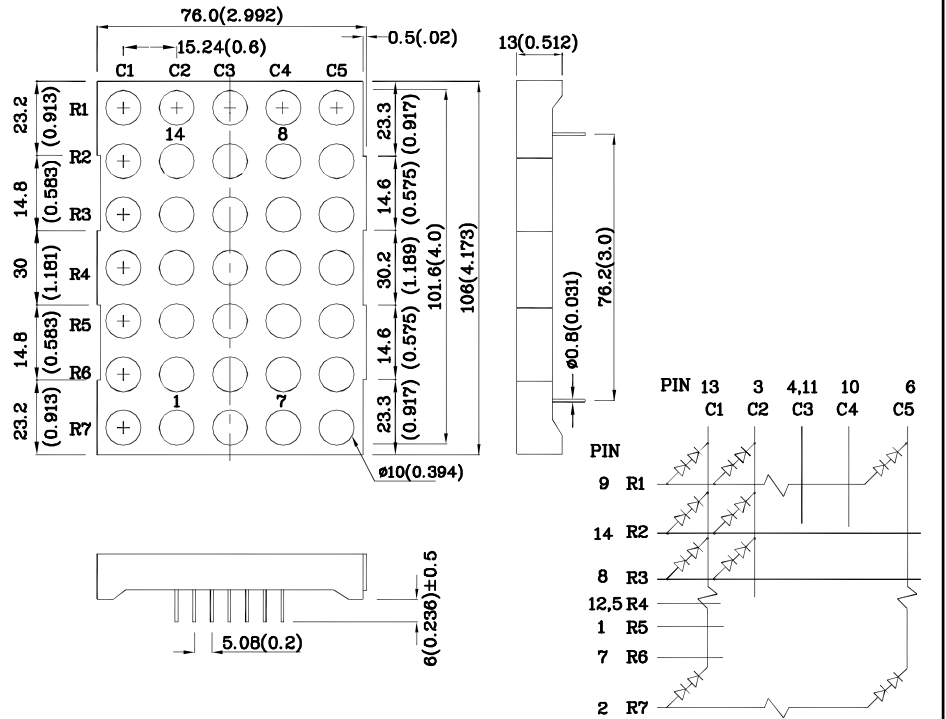 76.0(2.992)
15.24(0.6)
0.5(.02)
13(0.512)
C1 C2 C3 C4 C5
R1
14 8
R2
R3
R4
R5
R6
1 7
R7
23.2
(0.913)
14.8
(0.583)
30
(1.181)
14.8
(0.583)
23.2
(0.913)
23.3
(0.917)
14.6
(0.575)
30.2
(1.189)
14.6
(0.575)
23.3
(0.917)
101.6(4.0)
106(4.173)
ø10(0.394)
76.2(3.0)
ø0.8(0.031)
5.08(0.2)
6(0.236)±0.5
PIN 13 3 4,11 10 6
C1 C2 C3 C4 C5
PIN
9 R1
14 R2
8 R3
12,5 R4
1 R5
7 R6
2 R7